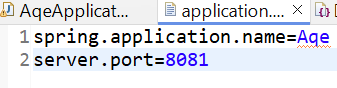 AqeApplicat... application....
1 spring.application.name=Aqe
2 server.port=8081